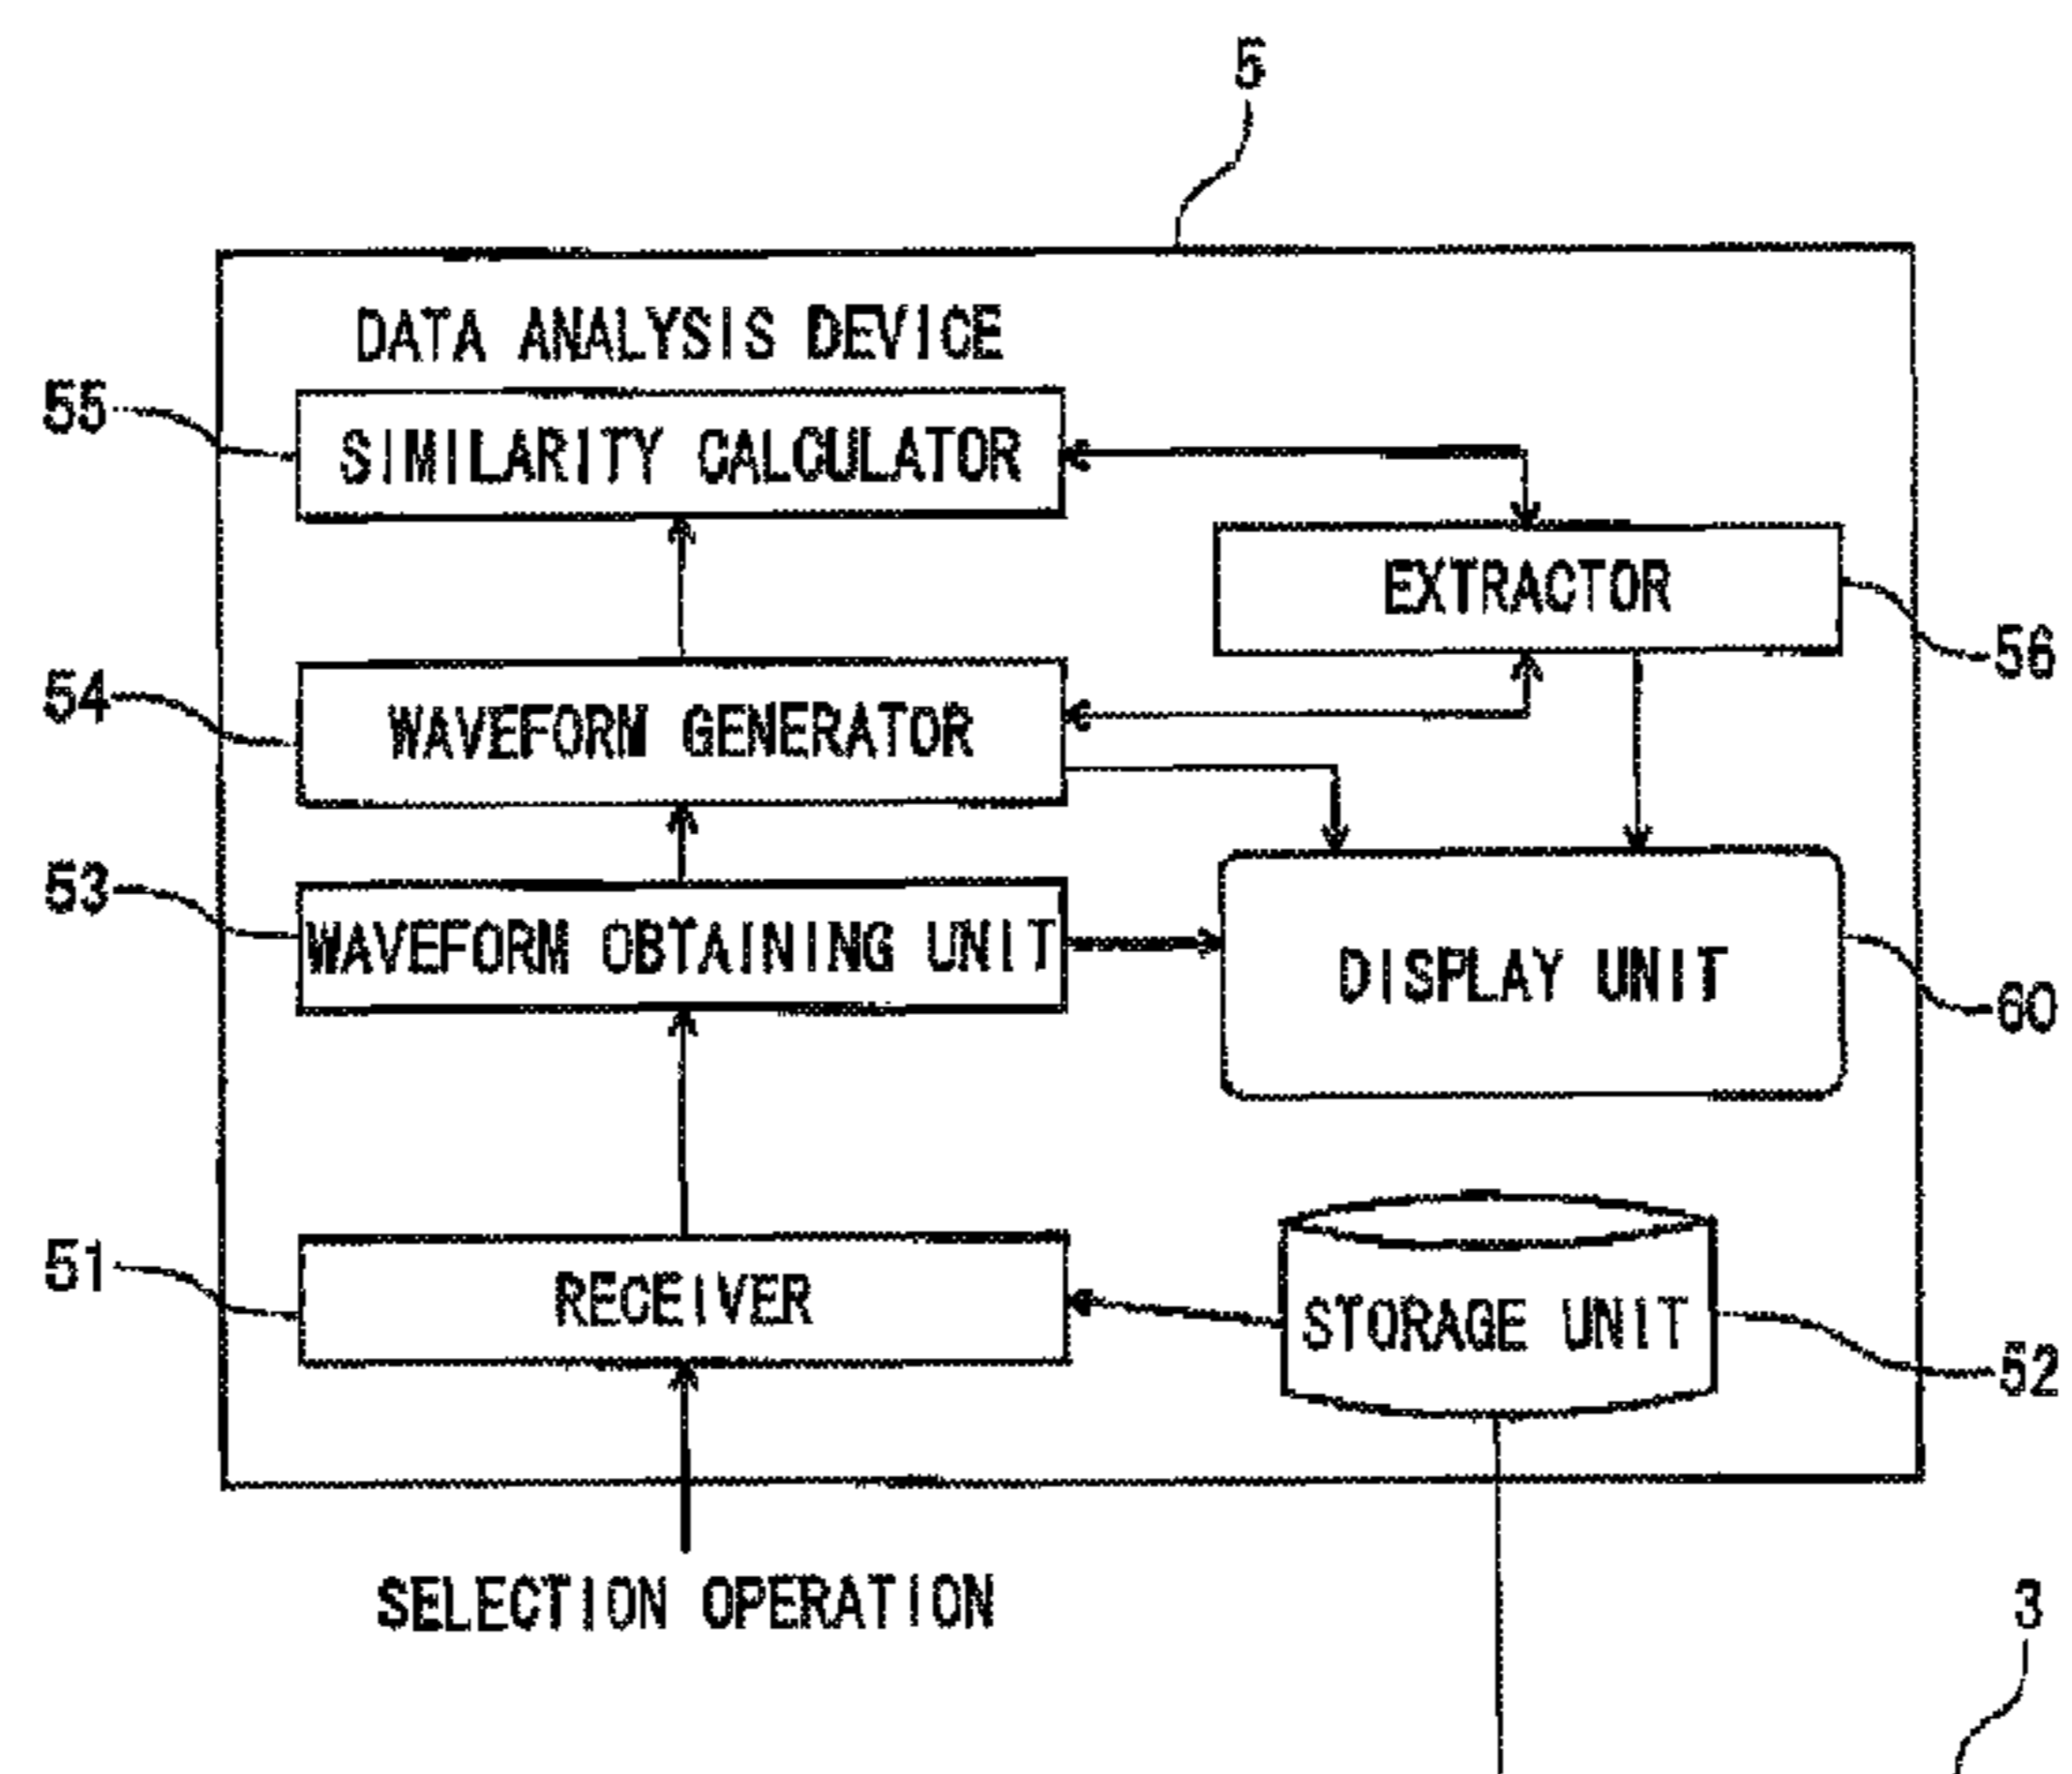 5
DATA ANALYSIS DEVICE
55
SIMILARITY CALCULATOR
EXTRACTOR
56
54
WAVEFORM GENERATOR
53
WAVEFORM OBTAINING UNIT
DISPLAY UNIT
60
51
RECEIVER
STORAGE UNIT
52
SELECTION OPERATION
3